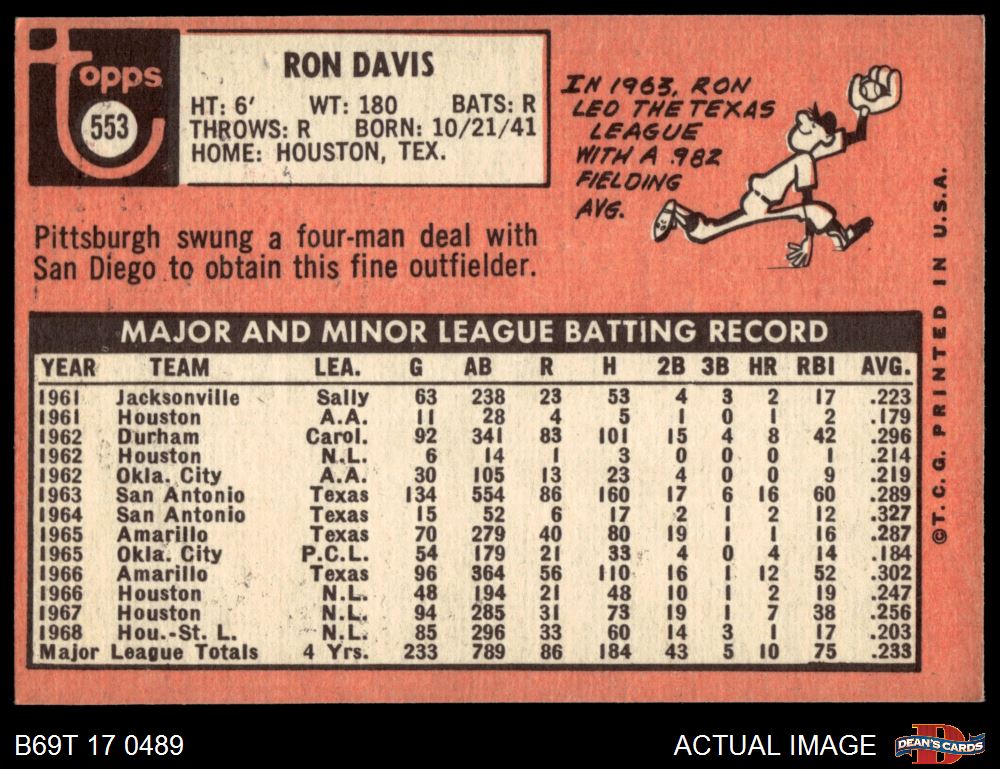 Topps
553
RON DAVIS
HT: 6' WT: 180 BATS: R
THROWS: R BORN: 10/21/41
HOME: HOUSTON, TEX.
IN 1963, RON
LED THE TEXAS
LEAGUE
WITH A .982
FIELDING
AVG.
Pittsburgh swung a four-man deal with
San Diego to obtain this fine outfielder.
MAJOR AND MINOR LEAGUE BATTING RECORD
YEAR TEAM LEA. G AB R H 2B 3B HR RBI AVG.
1961 Jacksonville Sally 63 238 23 53 4 3 2 17 .223
1961 Houston A.A. 11 28 4 5 1 0 1 2 .179
1962 Durham Carol. 92 341 83 101 15 4 8 42 .296
1962 Houston N.L. 6 14 1 3 0 0 0 1 .214
1962 Okla. City A.A. 30 105 13 23 4 0 0 9 .219
1963 San Antonio Texas 134 554 86 160 17 6 16 60 .289
1964 San Antonio Texas 15 52 6 17 2 1 2 12 .327
1965 Amarillo Texas 70 279 40 80 19 1 1 16 .287
1965 Okla. City P.C.L. 54 179 21 33 4 0 4 14 .184
1966 Amarillo Texas 96 364 56 110 16 1 12 52 .302
1966 Houston N.L. 48 194 21 48 10 1 2 19 .247
1967 Houston N.L. 94 285 31 73 19 1 7 38 .256
1968 Hou.-St. L. N.L. 85 296 33 60 14 3 1 17 .203
Major League Totals 4 Yrs. 233 789 86 184 43 5 10 75 .233
©T.C.G. PRINTED IN U.S.A.
B69T 17 0489
ACTUAL IMAGE
D
DEAN'S CARDS